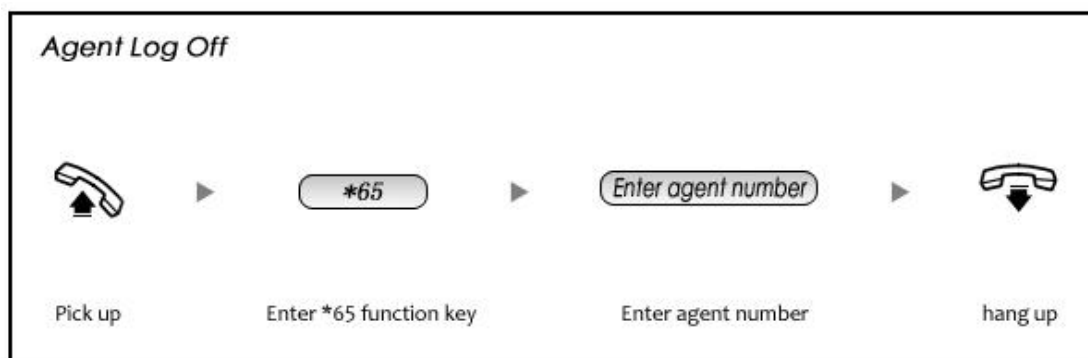 Agent Log Off
*65
Enter agent number
Pick up
Enter *65 function key
Enter agent number
hang up